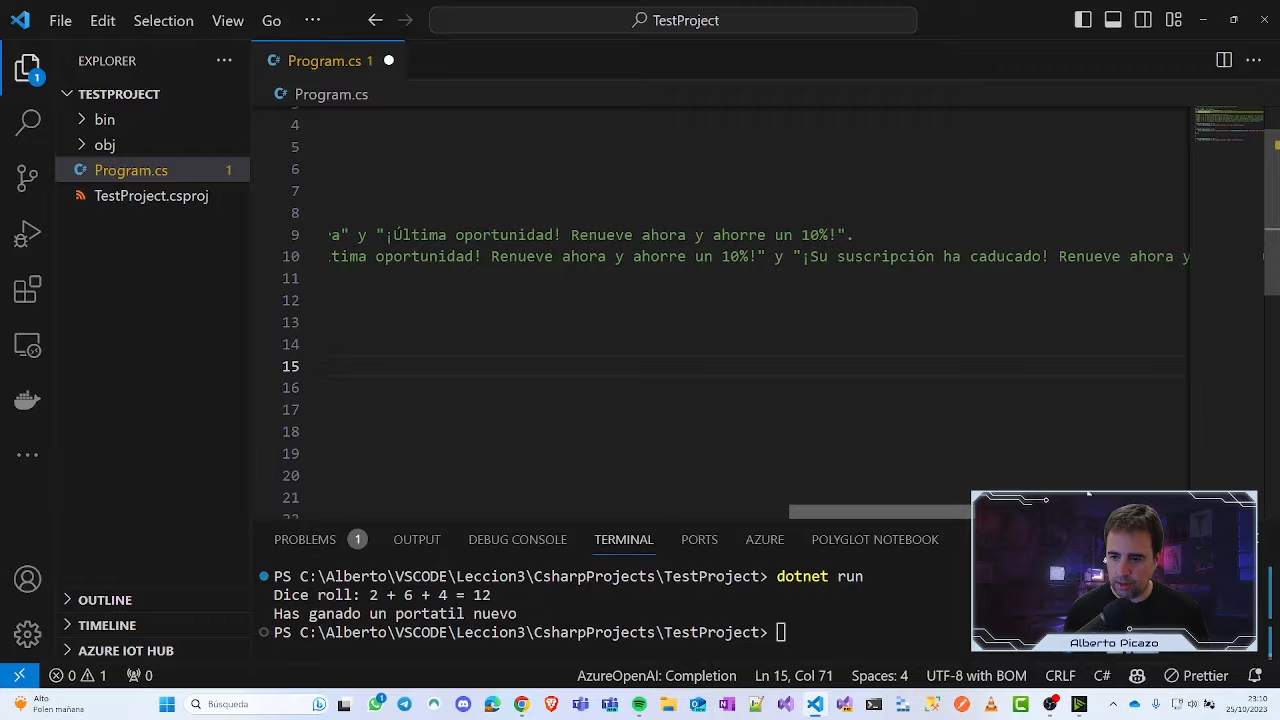 File Edit Selection View Go ··· TestProject
EXPLORER
Program.cs 1
TESTPROJECT
Program.cs
bin
obj
Program.cs 1
TestProject.csproj
4
5
6
7
8
9 a" y "¡Última oportunidad! Renueve ahora y ahorre un 10%!".
10 tima oportunidad! Renueve ahora y ahorre un 10%!" y "¡Su suscripción ha caducado! Renueve ahora y
11
12
13
14
15
16
17
18
19
20
21
PROBLEMS 1 OUTPUT DEBUG CONSOLE TERMINAL PORTS AZURE POLYGLOT NOTEBOOK
PS C:\Alberto\VSCODE\Leccion3\CsharpProjects\TestProject> dotnet run
Dice roll: 2 + 6 + 4 = 12
Has ganado un portatil nuevo
PS C:\Alberto\VSCODE\Leccion3\CsharpProjects\TestProject>
OUTLINE
TIMELINE
AZURE IOT HUB
1
Alberto Picazo
0 1 0 AzureOpenAI: Completion Ln 15, Col 71 Spaces: 4 UTF-8 with BOM CRLF C# Prettier
Alto
Polen mañana
Búsqueda
1
23:10
25/10/2023